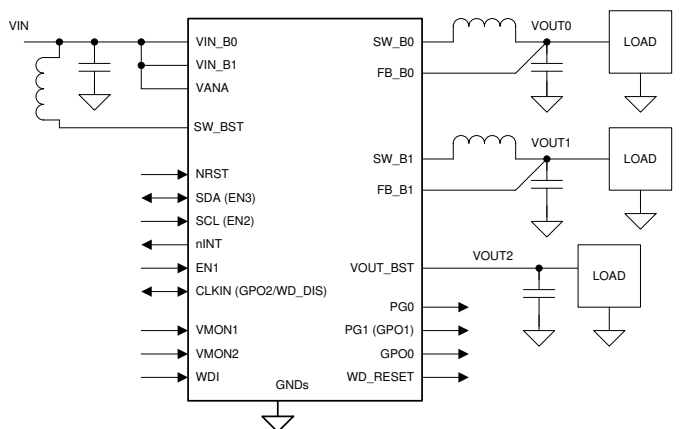 VIN
VIN_B0
VIN_B1
VANA
SW_BST
NRST
SDA (EN3)
SCL (EN2)
nINT
EN1
CLKIN (GPO2/WD_DIS)
VMON1
VMON2
WDI
GNDs
SW_B0
FB_B0
SW_B1
FB_B1
VOUT_BST
PG0
PG1 (GPO1)
GPO0
WD_RESET
VOUT0
LOAD
VOUT1
LOAD
VOUT2
LOAD